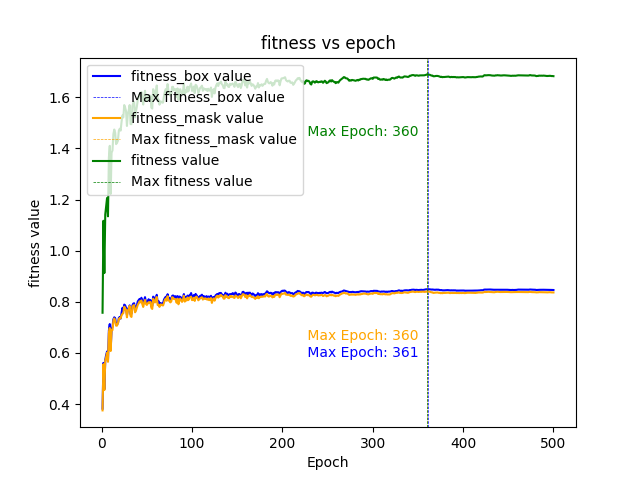 fitness vs epoch
fitness_box value
Max fitness_box value
fitness_mask value
Max fitness_mask value
fitness value
Max fitness value
Max Epoch: 360
Max Epoch: 360
Max Epoch: 361
fitness value
1.6
1.4
1.2
1.0
0.8
0.6
0.4
0 100 200 300 400 500
Epoch